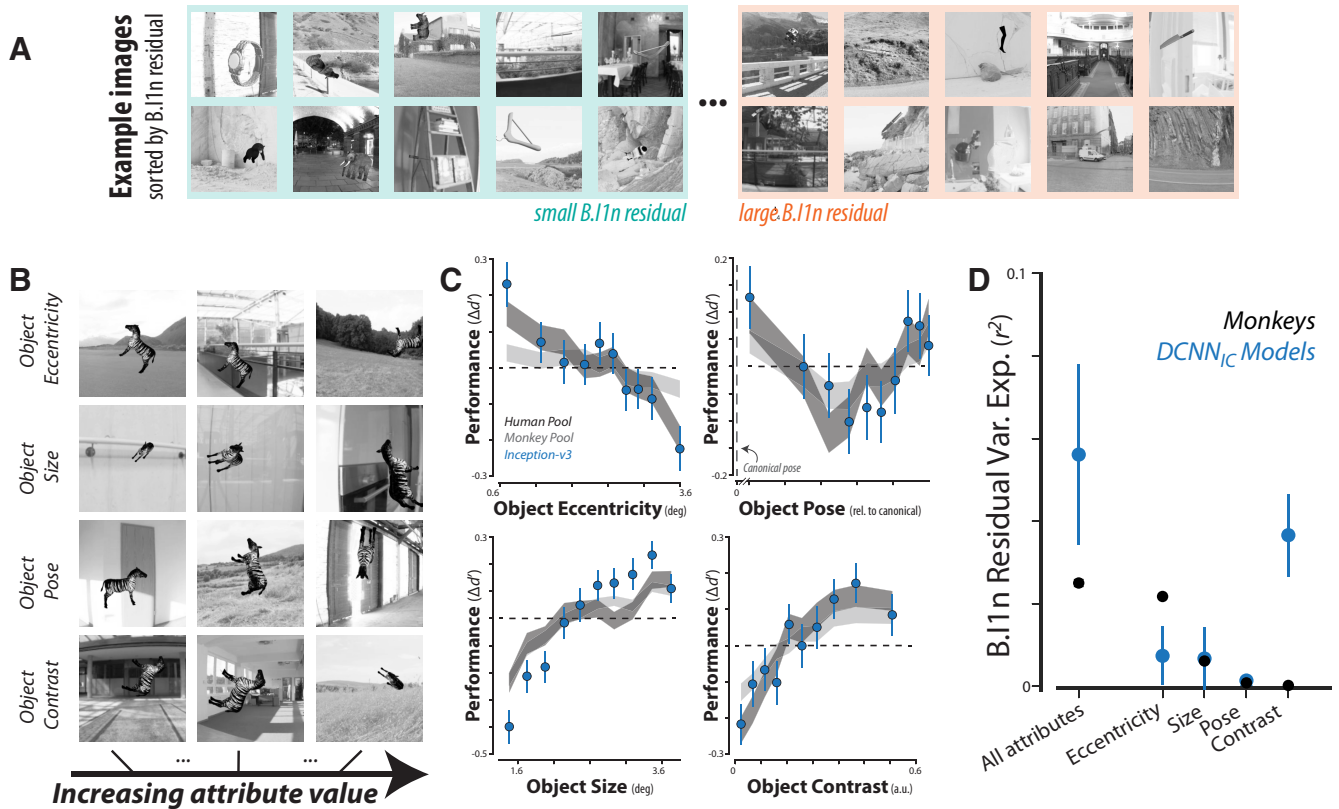 A
Example images
sorted by B.I1n residual
...
small B.I1n residual
large B.I1n residual
B
Object
Eccentricity
Object
Size
Object
Pose
Object
Contrast
... ...
Increasing attribute value
C
Performance (Δd')
0.3
-0.3
Human Pool
Monkey Pool
Inception-v3
0.6
3.6
Object Eccentricity (deg)
Performance (Δd')
0.2
-0.2
Canonical pose
0
Object Pose (rel. to canonical)
Performance (Δd')
0.3
-0.5
1.6
3.6
Object Size (deg)
Performance (Δd')
0.3
-0.3
0
0.6
Object Contrast (a.u.)
D
B.I1n Residual Var. Exp. (r²)
0.1
0
Monkeys
DCNN_IC Models
All attributes
Eccentricity
Size
Pose
Contrast